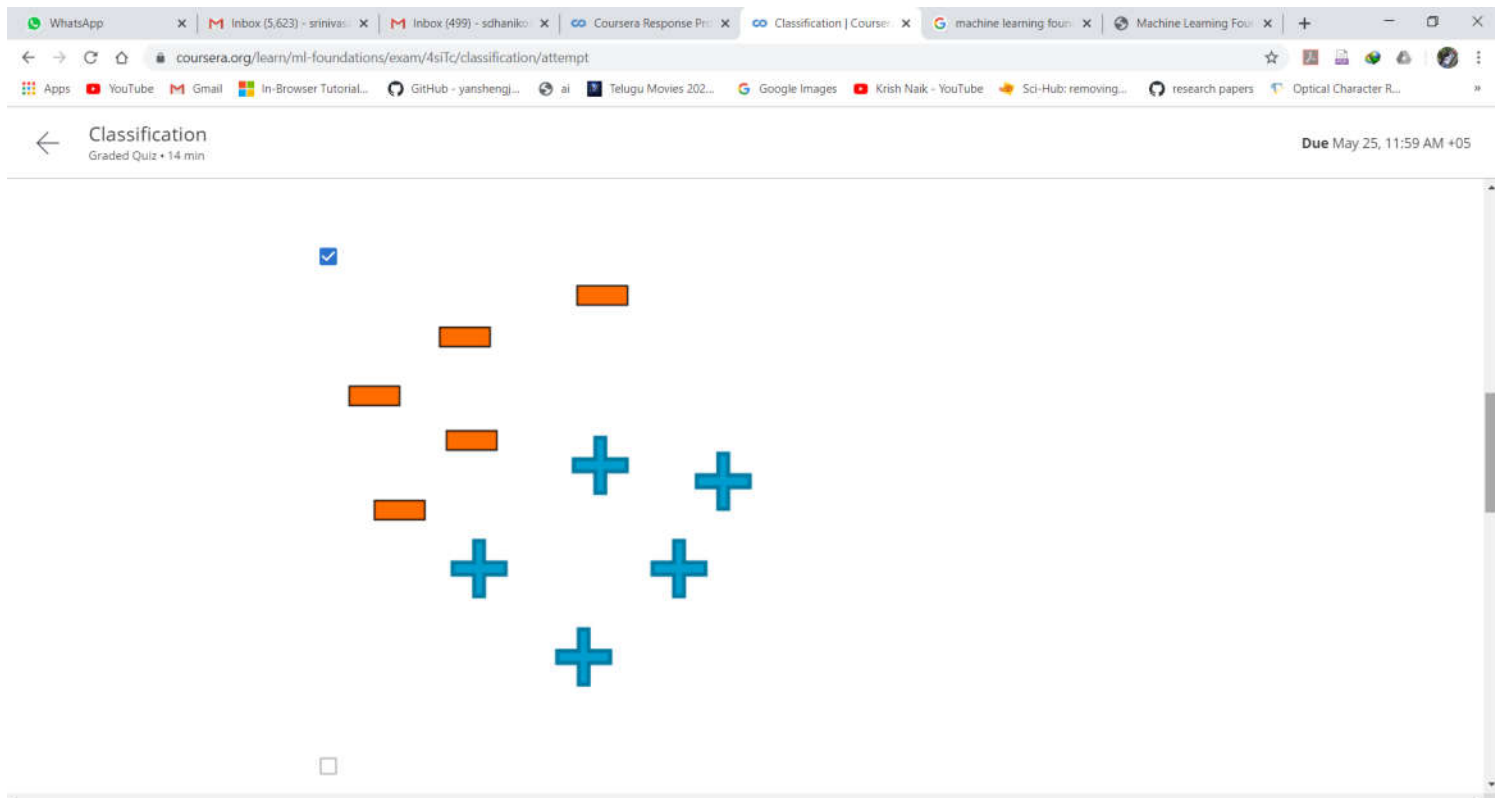 WhatsApp
Inbox (5,623) - srinivas
Inbox (499) - sdhaniko
Coursera Response Pr
Classification | Courser
machine learning foun
Machine Learning Fou
coursera.org/learn/ml-foundations/exam/4siTc/classification/attempt
Apps YouTube Gmail In-Browser Tutorial... GitHub - yanshengj... ai Telugu Movies 202... Google Images Krish Naik - YouTube Sci-Hub: removing... research papers Optical Character R... »
Classification
Graded Quiz • 14 min
Due May 25, 11:59 AM +05